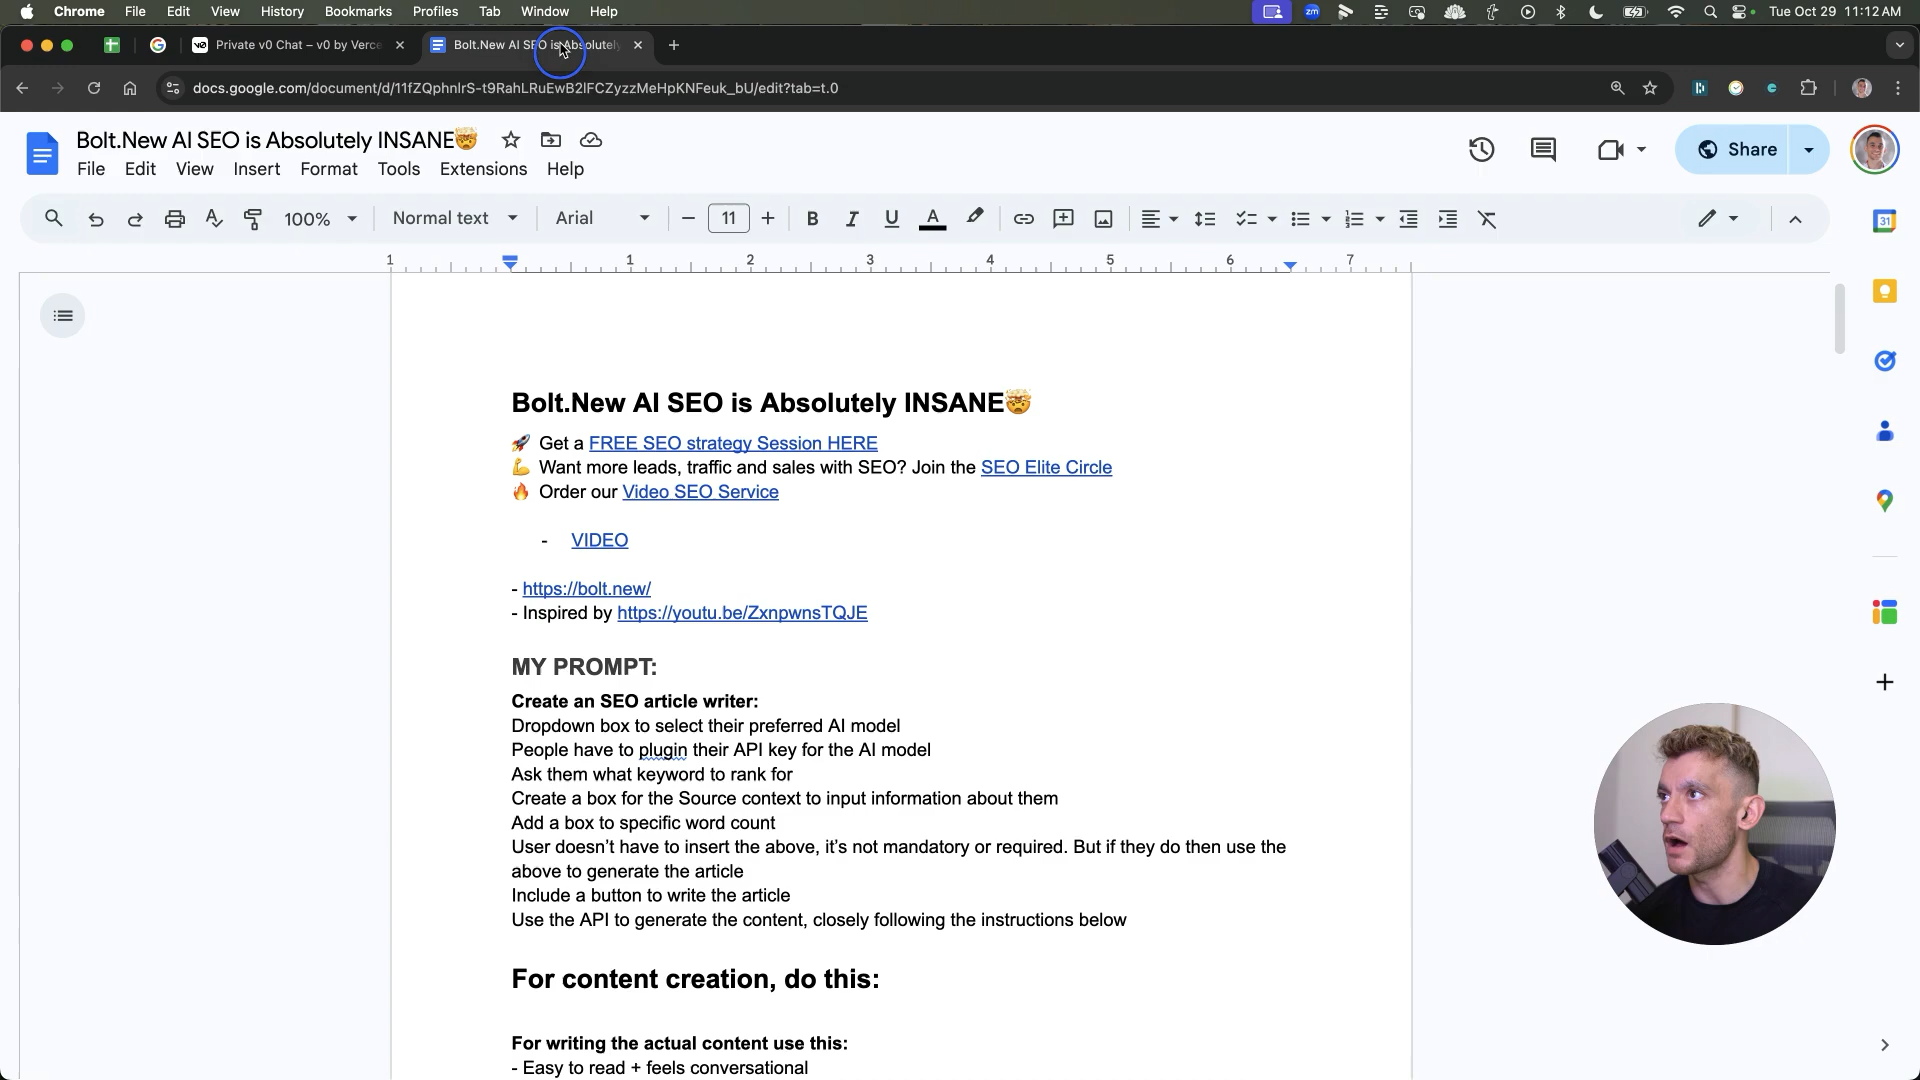 Chrome File Edit View History Bookmarks Profiles Tab Window Help
zm
Tue Oct 29 11:12 AM
Private v0 Chat – v0 by Verce
Bolt.New AI SEO is Absolutely
docs.google.com/document/d/11fZQphnlrS-t9RahLRuEwB2lFCZyzzMeHpKNFeuk_bU/edit?tab=t.0
Bolt.New AI SEO is Absolutely INSANE🤯
Share
File Edit View Insert Format Tools Extensions Help
100% Normal text Arial 11
1 1 2 3 4 5 6 7
31
Bolt.New AI SEO is Absolutely INSANE🤯
🚀 Get a FREE SEO strategy Session HERE
💪 Want more leads, traffic and sales with SEO? Join the SEO Elite Circle
🔥 Order our Video SEO Service
- VIDEO
- https://bolt.new/
- Inspired by https://youtu.be/ZxnpwnsTQJE
MY PROMPT:
Create an SEO article writer:
Dropdown box to select their preferred AI model
People have to plugin their API key for the AI model
Ask them what keyword to rank for
Create a box for the Source context to input information about them
Add a box to specific word count
User doesn’t have to insert the above, it’s not mandatory or required. But if they do then use the
above to generate the article
Include a button to write the article
Use the API to generate the content, closely following the instructions below
For content creation, do this:
For writing the actual content use this:
- Easy to read + feels conversational